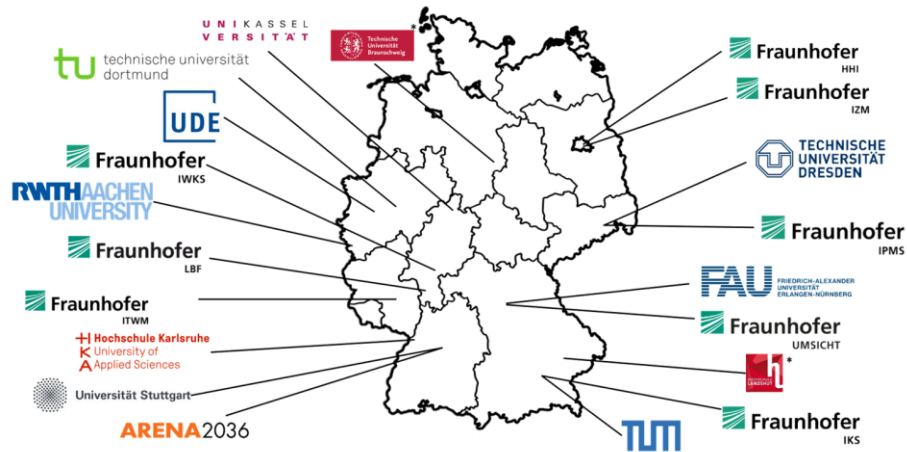 UNIKASSEL
VERSITÄT
*
Technische
Universität
Braunschweig
tu technische universität
dortmund
UDE
Fraunhofer
IWKS
RWTHAACHEN
UNIVERSITY
Fraunhofer
LBF
Fraunhofer
ITWM
H Hochschule Karlsruhe
K University of
A Applied Sciences
Universität Stuttgart
ARENA2036
Fraunhofer
HHI
Fraunhofer
IZM
TECHNISCHE
UNIVERSITÄT
DRESDEN
Fraunhofer
IPMS
FAU FRIEDRICH-ALEXANDER
UNIVERSITÄT
ERLANGEN-NÜRNBERG
Fraunhofer
UMSICHT
h *
TUM
Fraunhofer
IKS